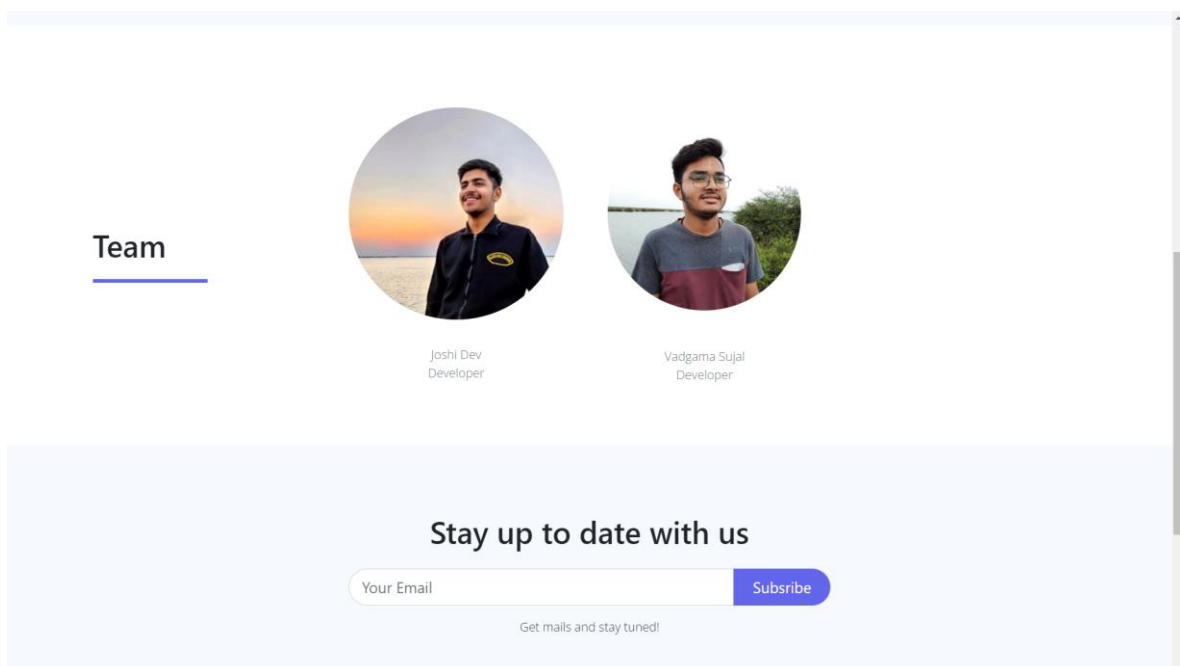 Team
Joshi Dev
Developer
Vadgama Sujal
Developer
Stay up to date with us
Your Email
Subsribe
Get mails and stay tuned!